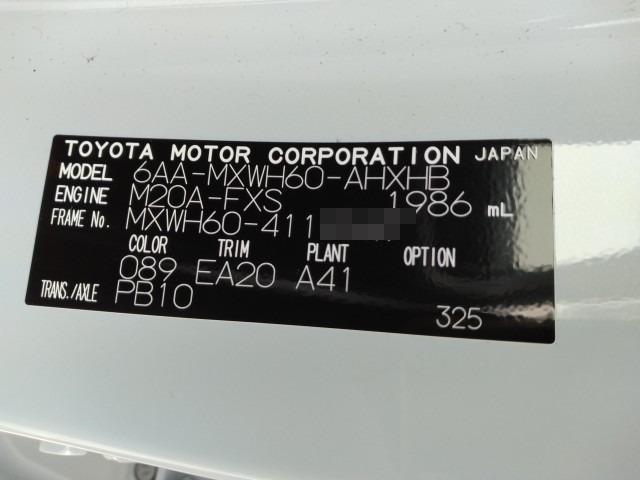 TOYOTA MOTOR CORPORATION JAPAN
MODEL 6AA-MXWH60-AHXHB
ENGINE M20A-FXS 1986 mL
FRAME No. MXWH60-411
COLOR TRIM PLANT OPTION
089 EA20 A41
TRANS./AXLE PB10
325